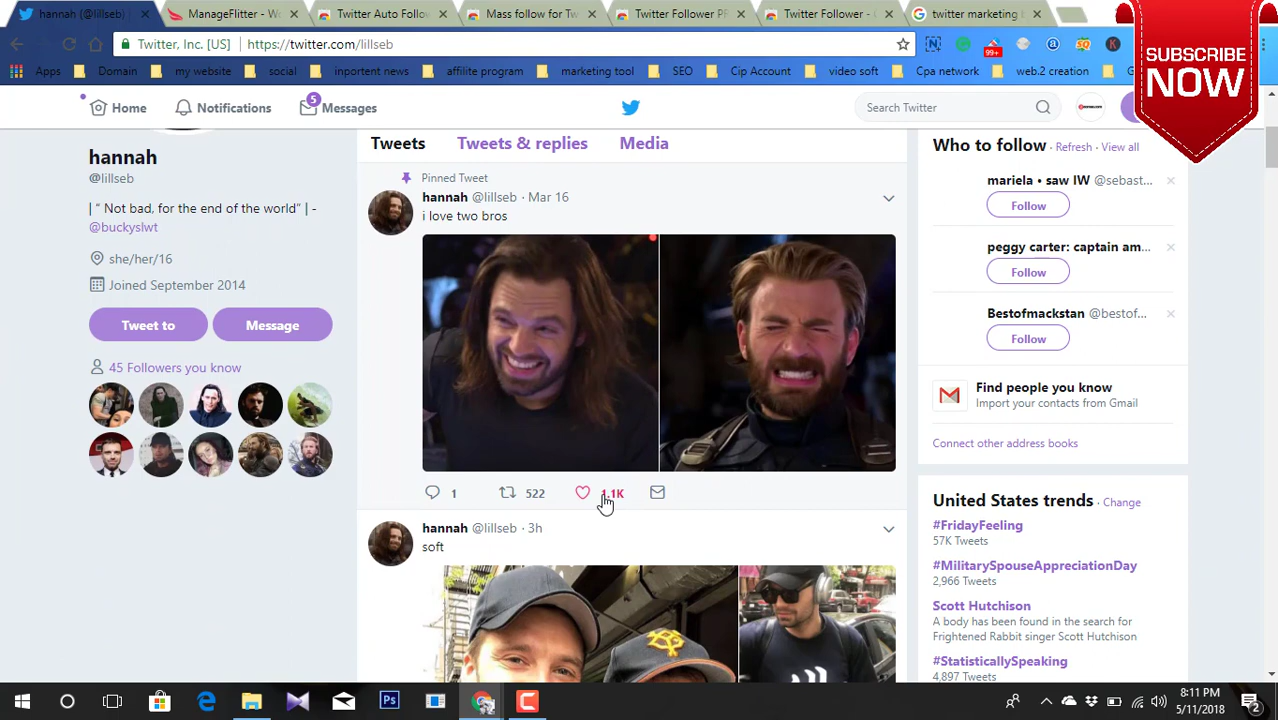 hannah (@lillseb)
ManageFlitter - Wo
Twitter Auto Follow
Mass follow for Tw
Twitter Follower PR
Twitter Follower - C
twitter marketing
SUBSCRIBE
NOW
Twitter, Inc. [US]
https://twitter.com/lillseb
99+
Apps
Domain
my website
social
inportent news
affilite program
marketing tool
SEO
Cip Account
video soft
Cpa network
web.2 creation
Home
Notifications
5
Messages
Search Twitter
hannah
@lillseb
| " Not bad, for the end of the world" | -
@buckyslwt
she/her/16
Joined September 2014
Tweet to
Message
45 Followers you know
Tweets
Tweets & replies
Media
Pinned Tweet
hannah @lillseb · Mar 16
i love two bros
1
522
1.1K
hannah @lillseb · 3h
soft
Who to follow · Refresh · View all
mariela • saw IW @sebast...
Follow
peggy carter: captain am...
Follow
Bestofmackstan @bestof...
Follow
Find people you know
Import your contacts from Gmail
Connect other address books
United States trends · Change
#FridayFeeling
57K Tweets
#MilitarySpouseAppreciationDay
2,966 Tweets
Scott Hutchison
A body has been found in the search for
Frightened Rabbit singer Scott Hutchison
#StatisticallySpeaking
4,897 Tweets
Ps
8:11 PM
5/11/2018
2